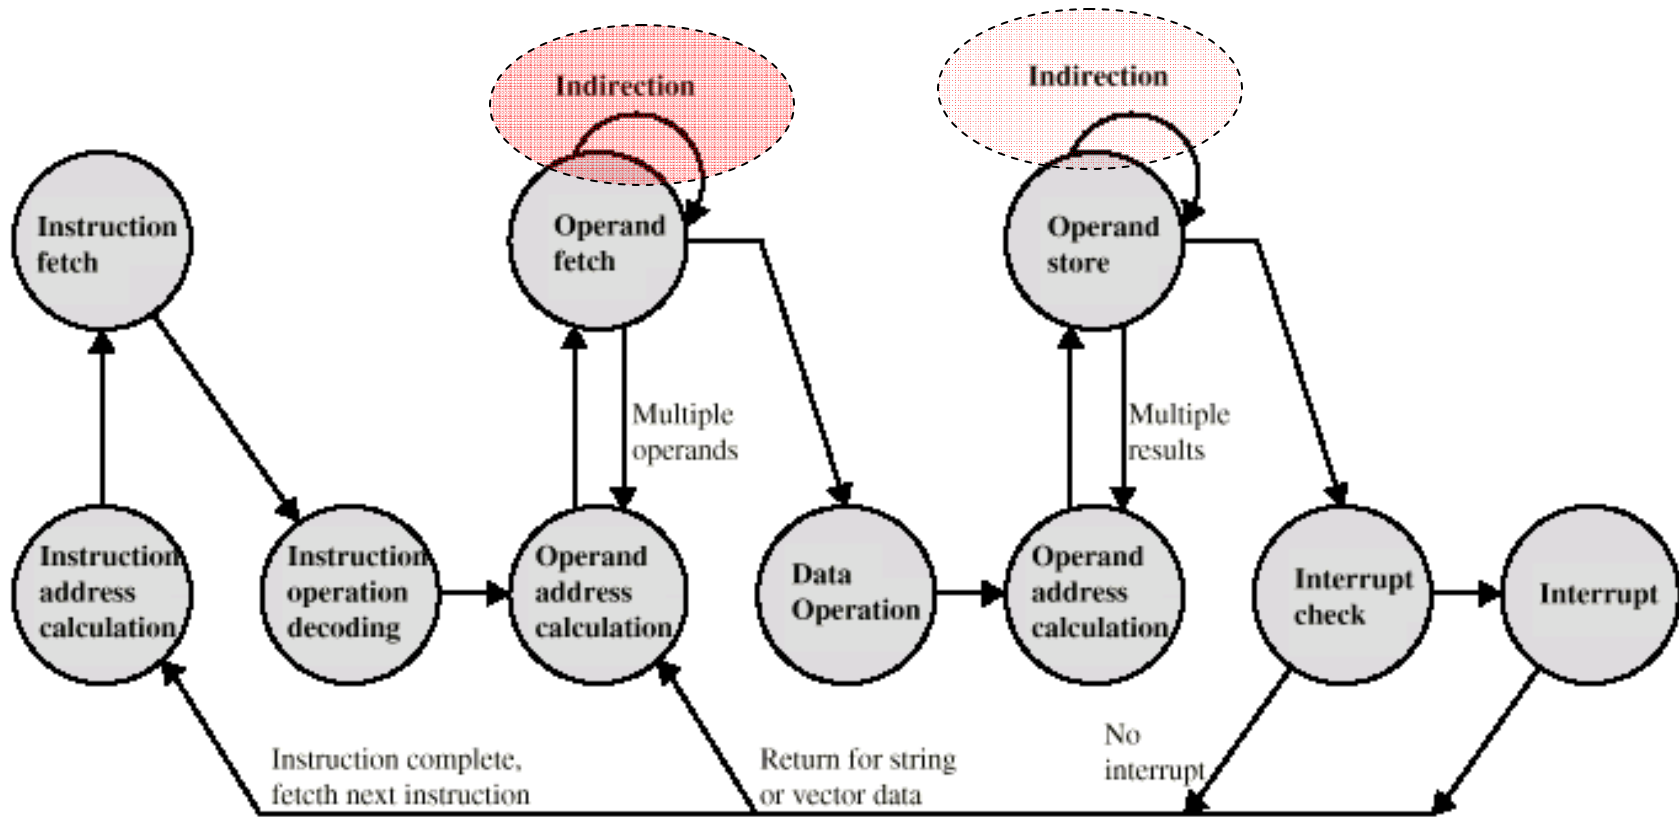 Indirection
Indirection
Instruction
fetch
Operand
fetch
Operand
store
Multiple
operands
Multiple
results
Instruction
address
calculation
Instruction
operation
decoding
Operand
address
calculation
Data
Operation
Operand
address
calculation
Interrupt
check
Interrupt
Instruction complete,
fetcth next instruction
Return for string
or vector data
No
interrupt